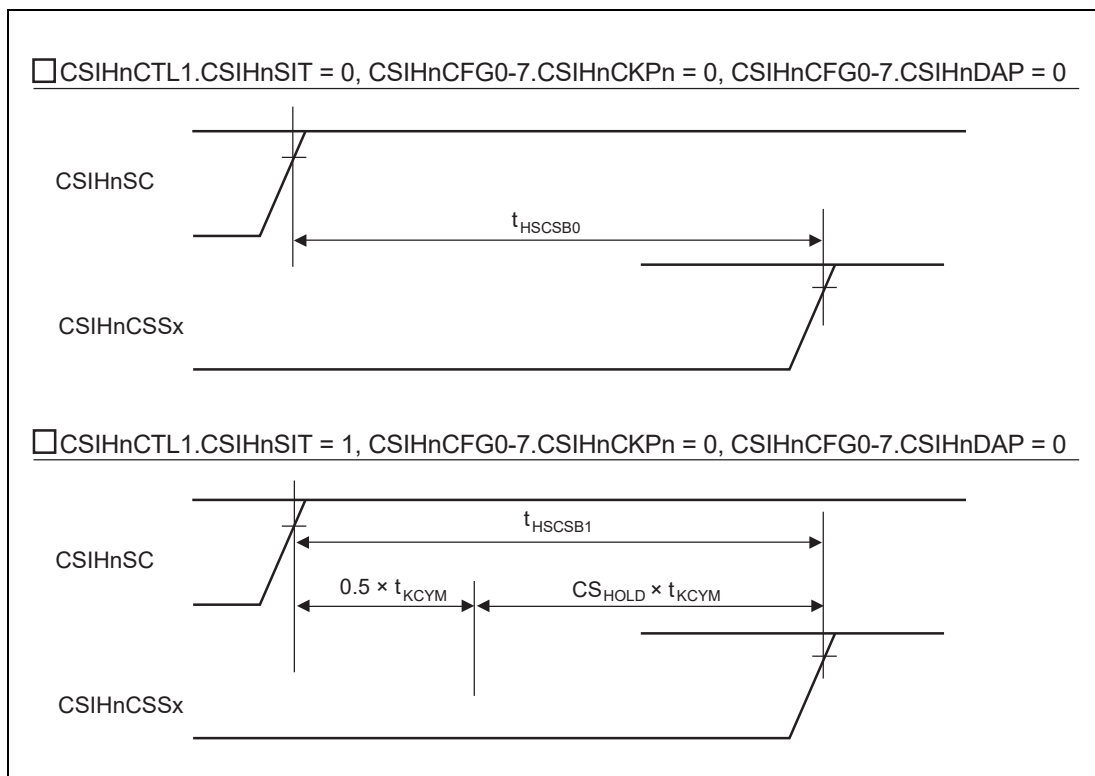 □CSIHnCTL1.CSIHnSIT = 0, CSIHnCFG0-7.CSIHnCKPn = 0, CSIHnCFG0-7.CSIHnDAP = 0
CSIHnSC
tHSCSB0
CSIHnCSSx
□CSIHnCTL1.CSIHnSIT = 1, CSIHnCFG0-7.CSIHnCKPn = 0, CSIHnCFG0-7.CSIHnDAP = 0
tHSCSB1
CSIHnSC
0.5 × tKCYM
CSHOLD × tKCYM
CSIHnCSSx